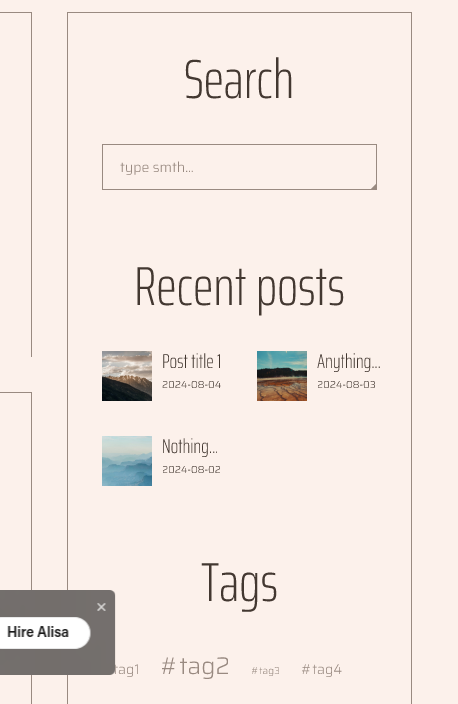 Search
type smth...
Recent posts
Post title 1
2024-08-04
Anything...
2024-08-03
Nothing...
2024-08-02
Tags
#tag2 #tag3 #tag4
×
Hire Alisa